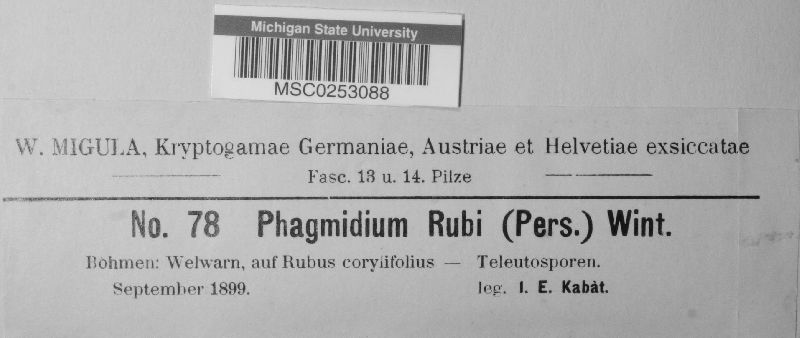 Michigan State University
MSC0253088
W. MIGULA, Kryptogamae Germaniae, Austriae et Helvetiae exsiccatae
Fasc. 13 u. 14. Pilze
No. 78 Phagmidium Rubi (Pers.) Wint.
Böhmen: Welwarn, auf Rubus corylifolius — Teleutosporen.
September 1899. leg. I. E. Kabát.